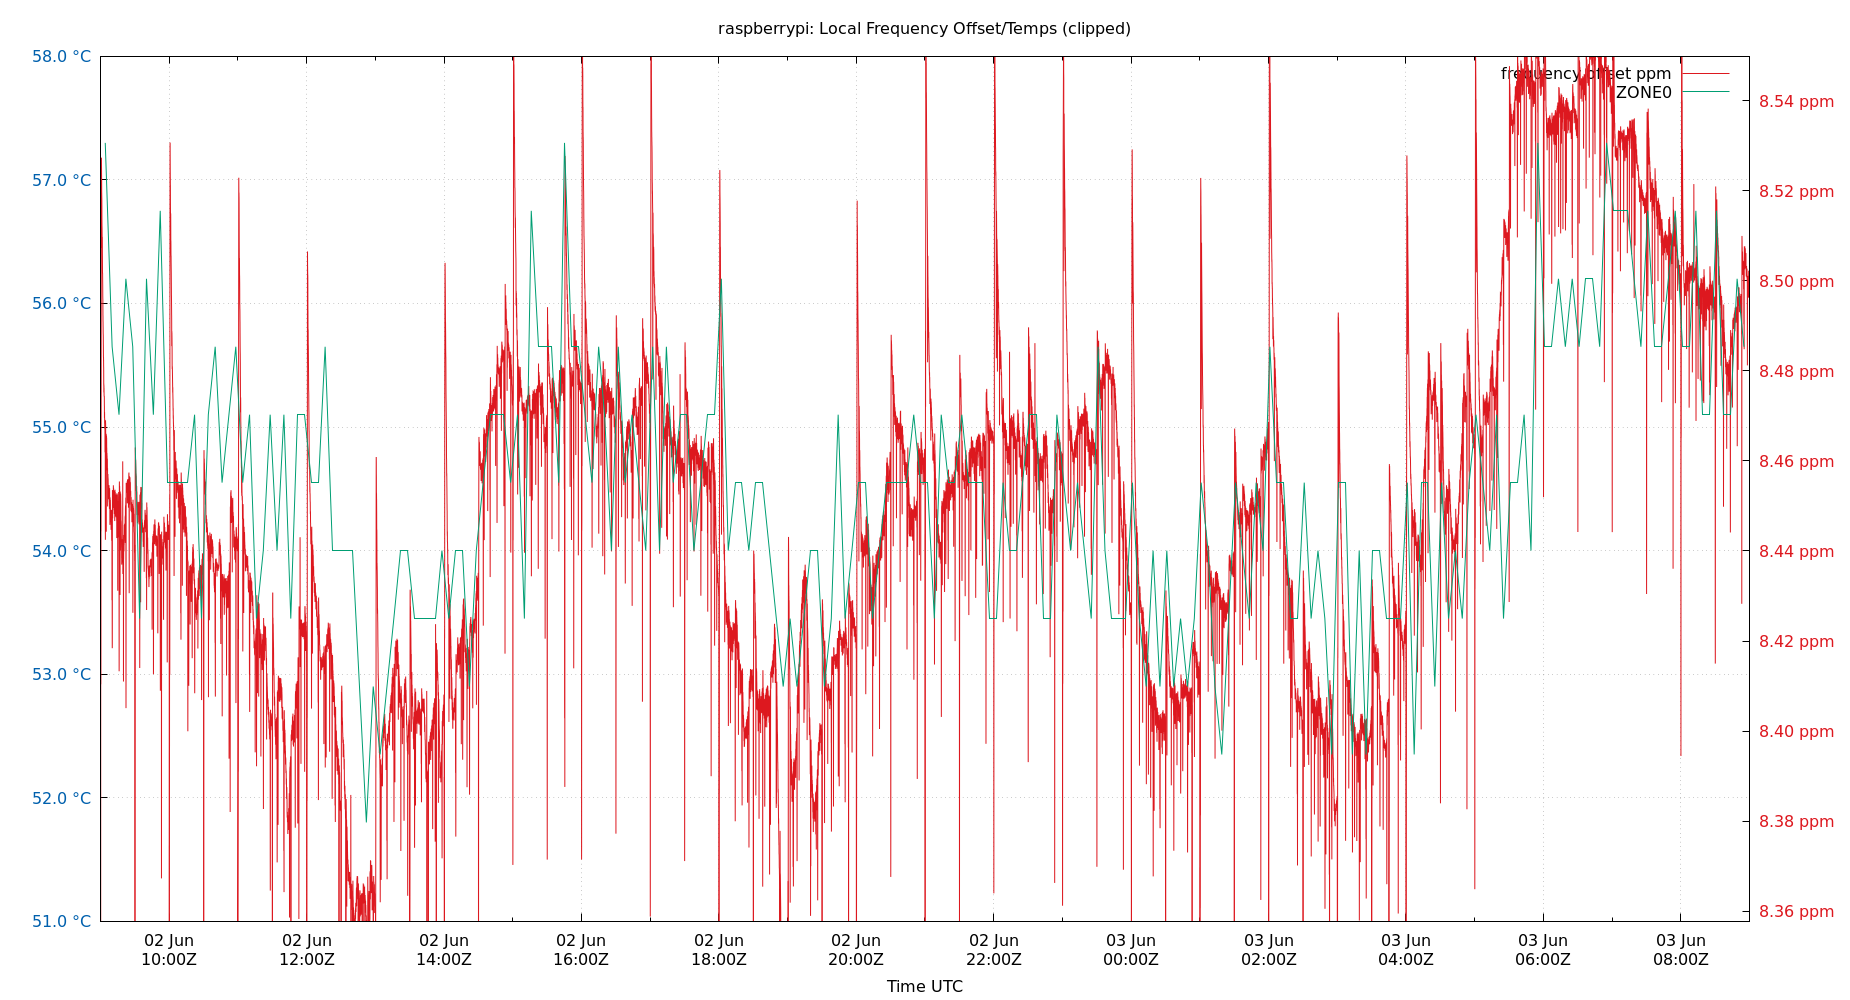 raspberrypi: Local Frequency Offset/Temps (clipped)
58.0 °C
57.0 °C
56.0 °C
55.0 °C
54.0 °C
53.0 °C
52.0 °C
51.0 °C
frequency offset ppm
ZONE0
8.54 ppm
8.52 ppm
8.50 ppm
8.48 ppm
8.46 ppm
8.44 ppm
8.42 ppm
8.40 ppm
8.38 ppm
8.36 ppm
02 Jun 02 Jun 02 Jun 02 Jun 02 Jun 02 Jun 02 Jun 03 Jun 03 Jun 03 Jun 03 Jun 03 Jun
10:00Z 12:00Z 14:00Z 16:00Z 18:00Z 20:00Z 22:00Z 00:00Z 02:00Z 04:00Z 06:00Z 08:00Z
Time UTC